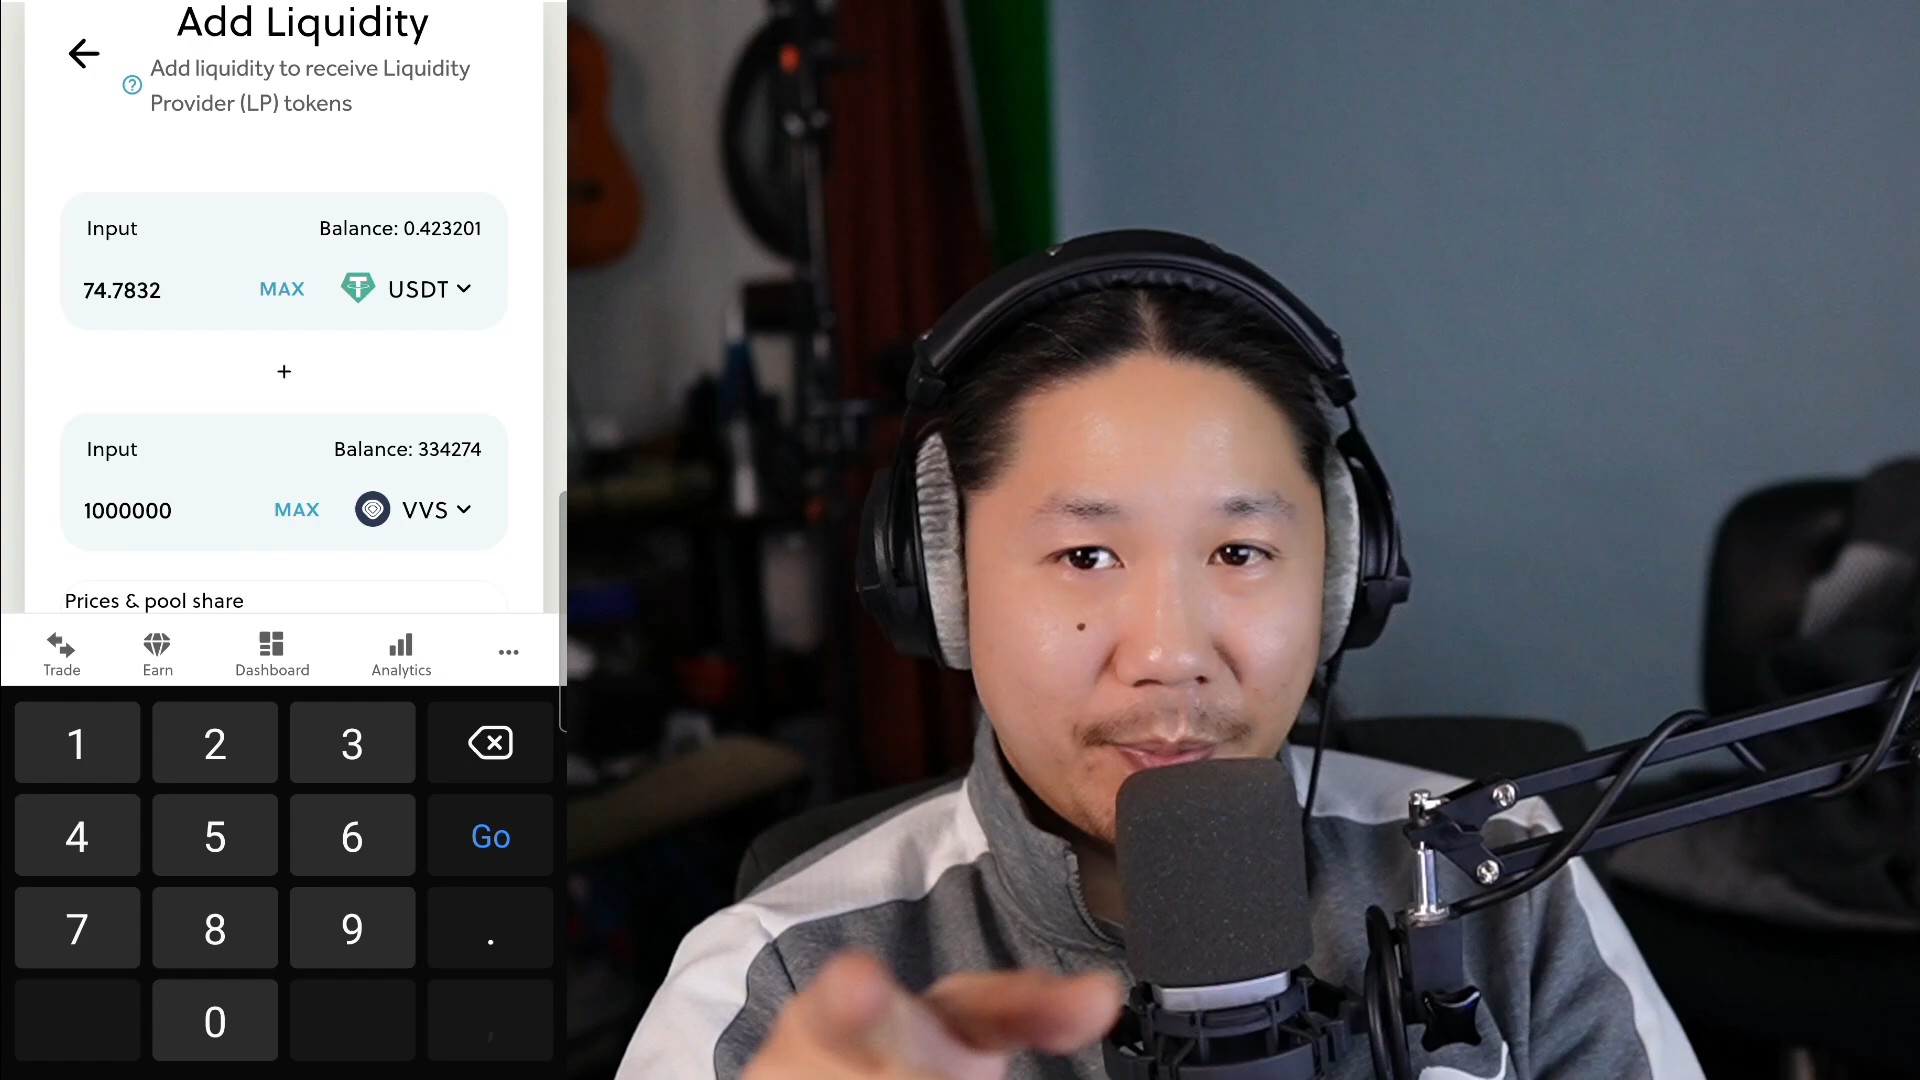 Add Liquidity
Add liquidity to receive Liquidity
Provider (LP) tokens
Input
Balance: 0.423201
74.7832
MAX
USDT
+
Input
Balance: 334274
1000000
MAX
VVS
Prices & pool share
Trade
Earn
Dashboard
Analytics
1
2
3
4
5
6
Go
7
8
9
.
0
,